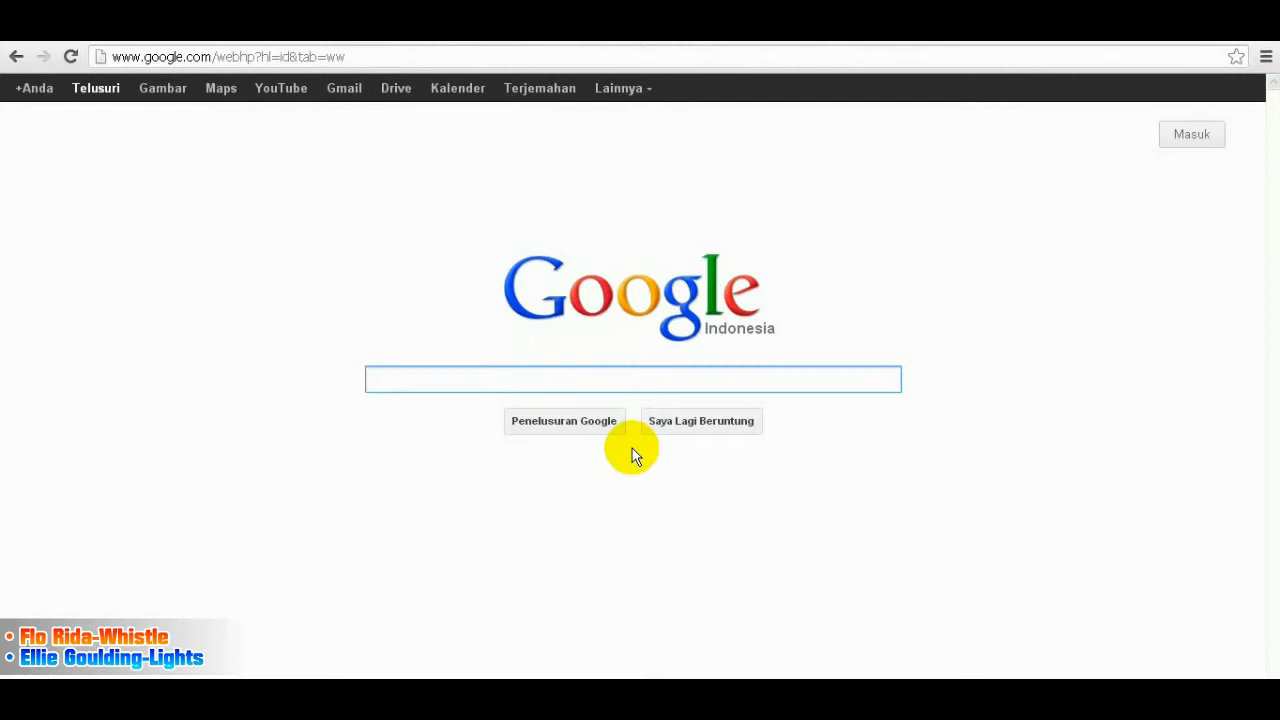 www.google.com/webhp?hl=id&tab=ww
+Anda Telusuri Gambar Maps YouTube Gmail Drive Kalender Terjemahan Lainnya
Masuk
Google
Indonesia
Penelusuran Google Saya Lagi Beruntung
• Flo Rida-Whistle
• Ellie Goulding-Lights